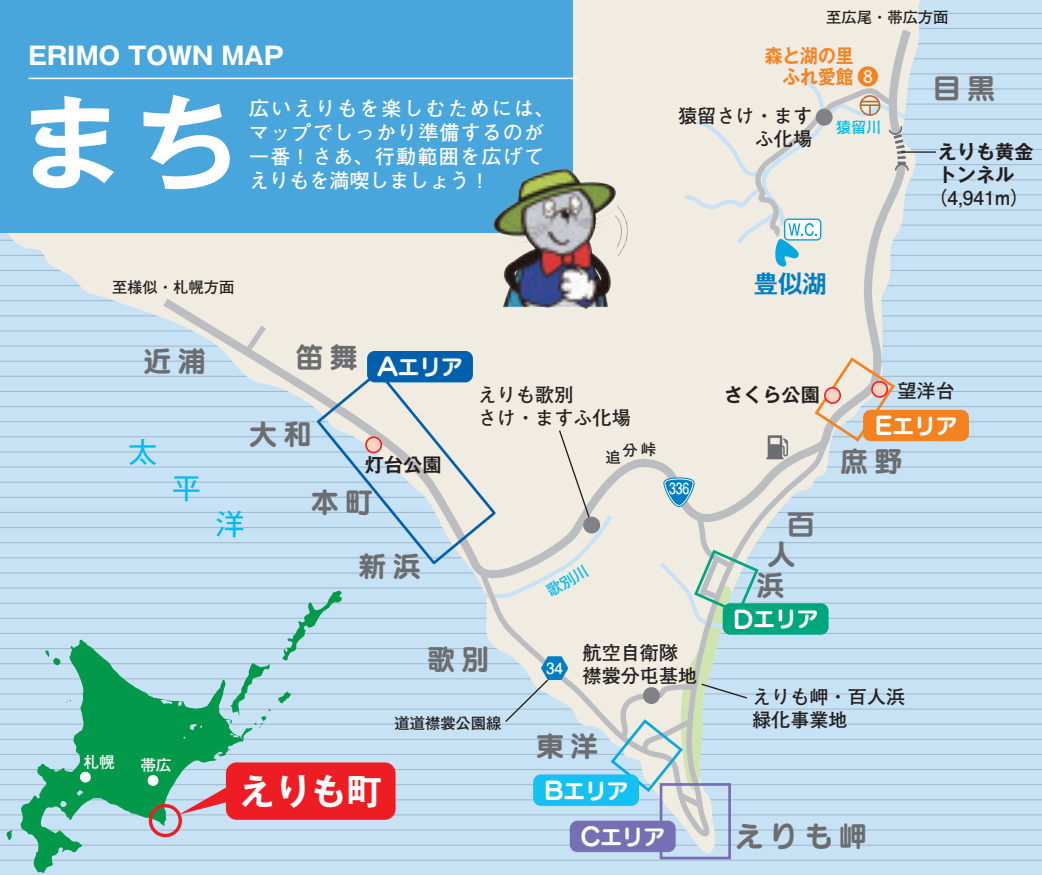 ERIMO TOWN MAP
まち
広いえりもを楽しむためには、
マップでしっかり準備するのが
一番！さあ、行動範囲を広げて
えりもを満喫しましょう！
至広尾・帯広方面
森と湖の里
ふれ愛館 8
目黒
猿留さけ・ます
ふ化場
猿留川
えりも黄金
トンネル
（4,941m）
W.C.
豊似湖
至様似・札幌方面
近浦
笛舞
Aエリア
えりも歌別
さけ・ますふ化場
さくら公園
望洋台
Eエリア
大和
灯台公園
追分峠
庶野
太平洋
336
本町
百人浜
新浜
歌別川
Dエリア
歌別
34
航空自衛隊
襟裳分屯基地
えりも岬・百人浜
緑化事業地
道道襟裳公園線
東洋
Bエリア
Cエリア
えりも岬
札幌
帯広
えりも町